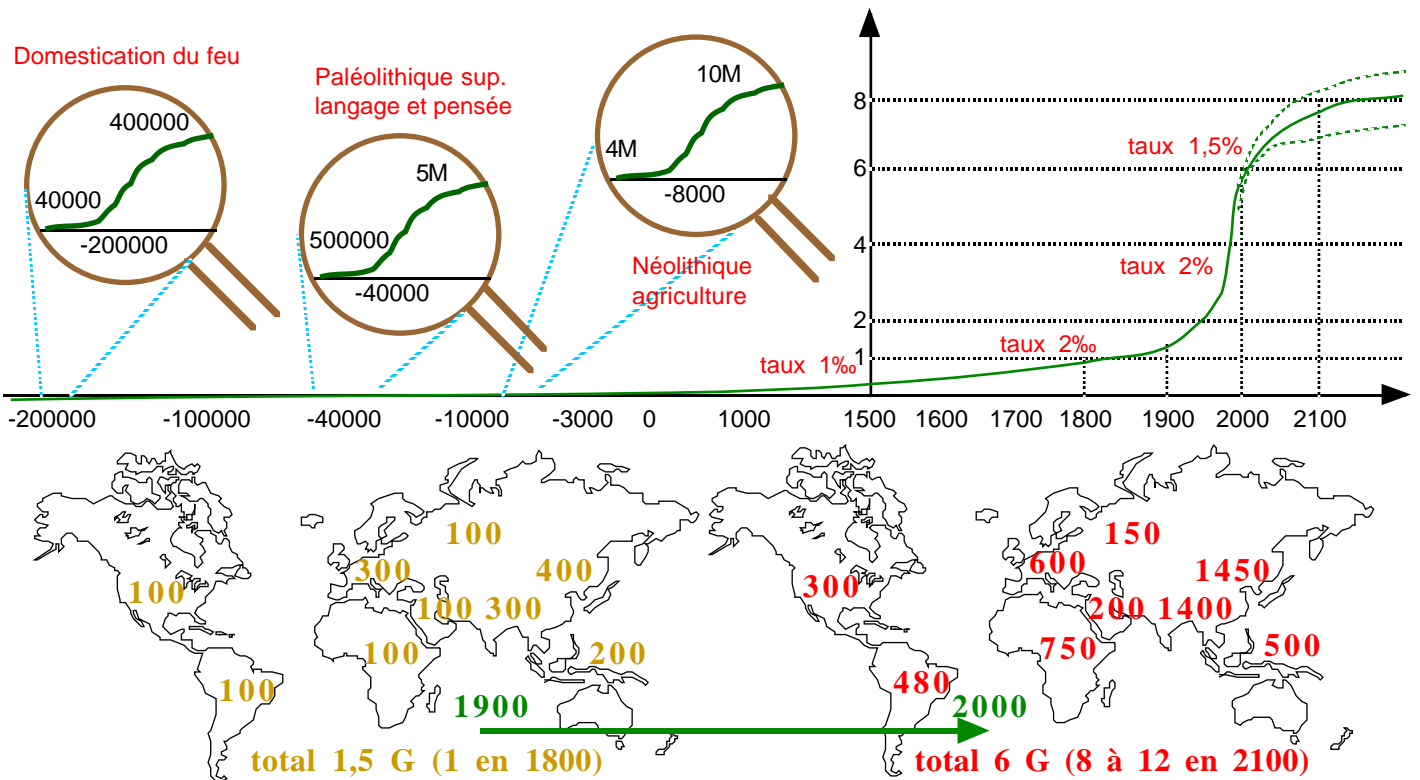 Domestication du feu
400000
40000
-200000
Paléolithique sup.
langage et pensée
5M
500000
-40000
10M
4M
-8000
Néolithique
agriculture
8
6
4
2
1
taux 1,5%
taux 2%
taux 2‰
taux 1‰
-200000 -100000 -40000 -10000 -3000 0 1000 1500 1600 1700 1800 1900 2000 2100
100
300
400
100
100 300
100
200
100
1900
total 1,5 G (1 en 1800)
150
600
1450
300
200 1400
750
500
480
2000
total 6 G (8 à 12 en 2100)